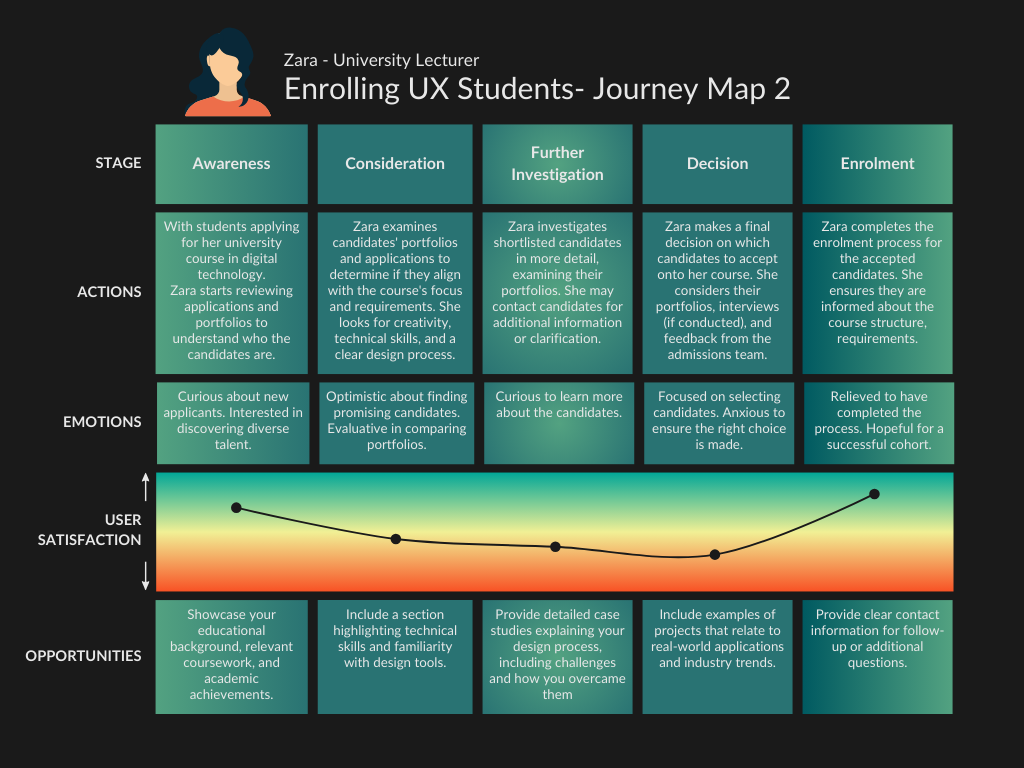 Zara - University Lecturer
Enrolling UX Students- Journey Map 2
STAGE
Awareness
Consideration
Further
Investigation
Decision
Enrolment
ACTIONS
With students applying
for her university
course in digital
technology.
Zara starts reviewing
applications and
portfolios to
understand who the
candidates are.
Zara examines
candidates' portfolios
and applications to
determine if they align
with the course's focus
and requirements. She
looks for creativity,
technical skills, and a
clear design process.
Zara investigates
shortlisted candidates
in more detail,
examining their
portfolios. She may
contact candidates for
additional information
or clarification.
Zara makes a final
decision on which
candidates to accept
onto her course. She
considers their
portfolios, interviews
(if conducted), and
feedback from the
admissions team.
Zara completes the
enrolment process for
the accepted
candidates. She
ensures they are
informed about the
course structure,
requirements.
EMOTIONS
Curious about new
applicants. Interested in
discovering diverse
talent.
Optimistic about finding
promising candidates.
Evaluative in comparing
portfolios.
Curious to learn more
about the candidates.
Focused on selecting
candidates. Anxious to
ensure the right choice
is made.
Relieved to have
completed the
process. Hopeful for a
successful cohort.
USER
SATISFACTION
OPPORTUNITIES
Showcase your
educational
background, relevant
coursework, and
academic
achievements.
Include a section
highlighting technical
skills and familiarity
with design tools.
Provide detailed case
studies explaining your
design process,
including challenges
and how you overcame
them
Include examples of
projects that relate to
real-world applications
and industry trends.
Provide clear contact
information for follow-
up or additional
questions.